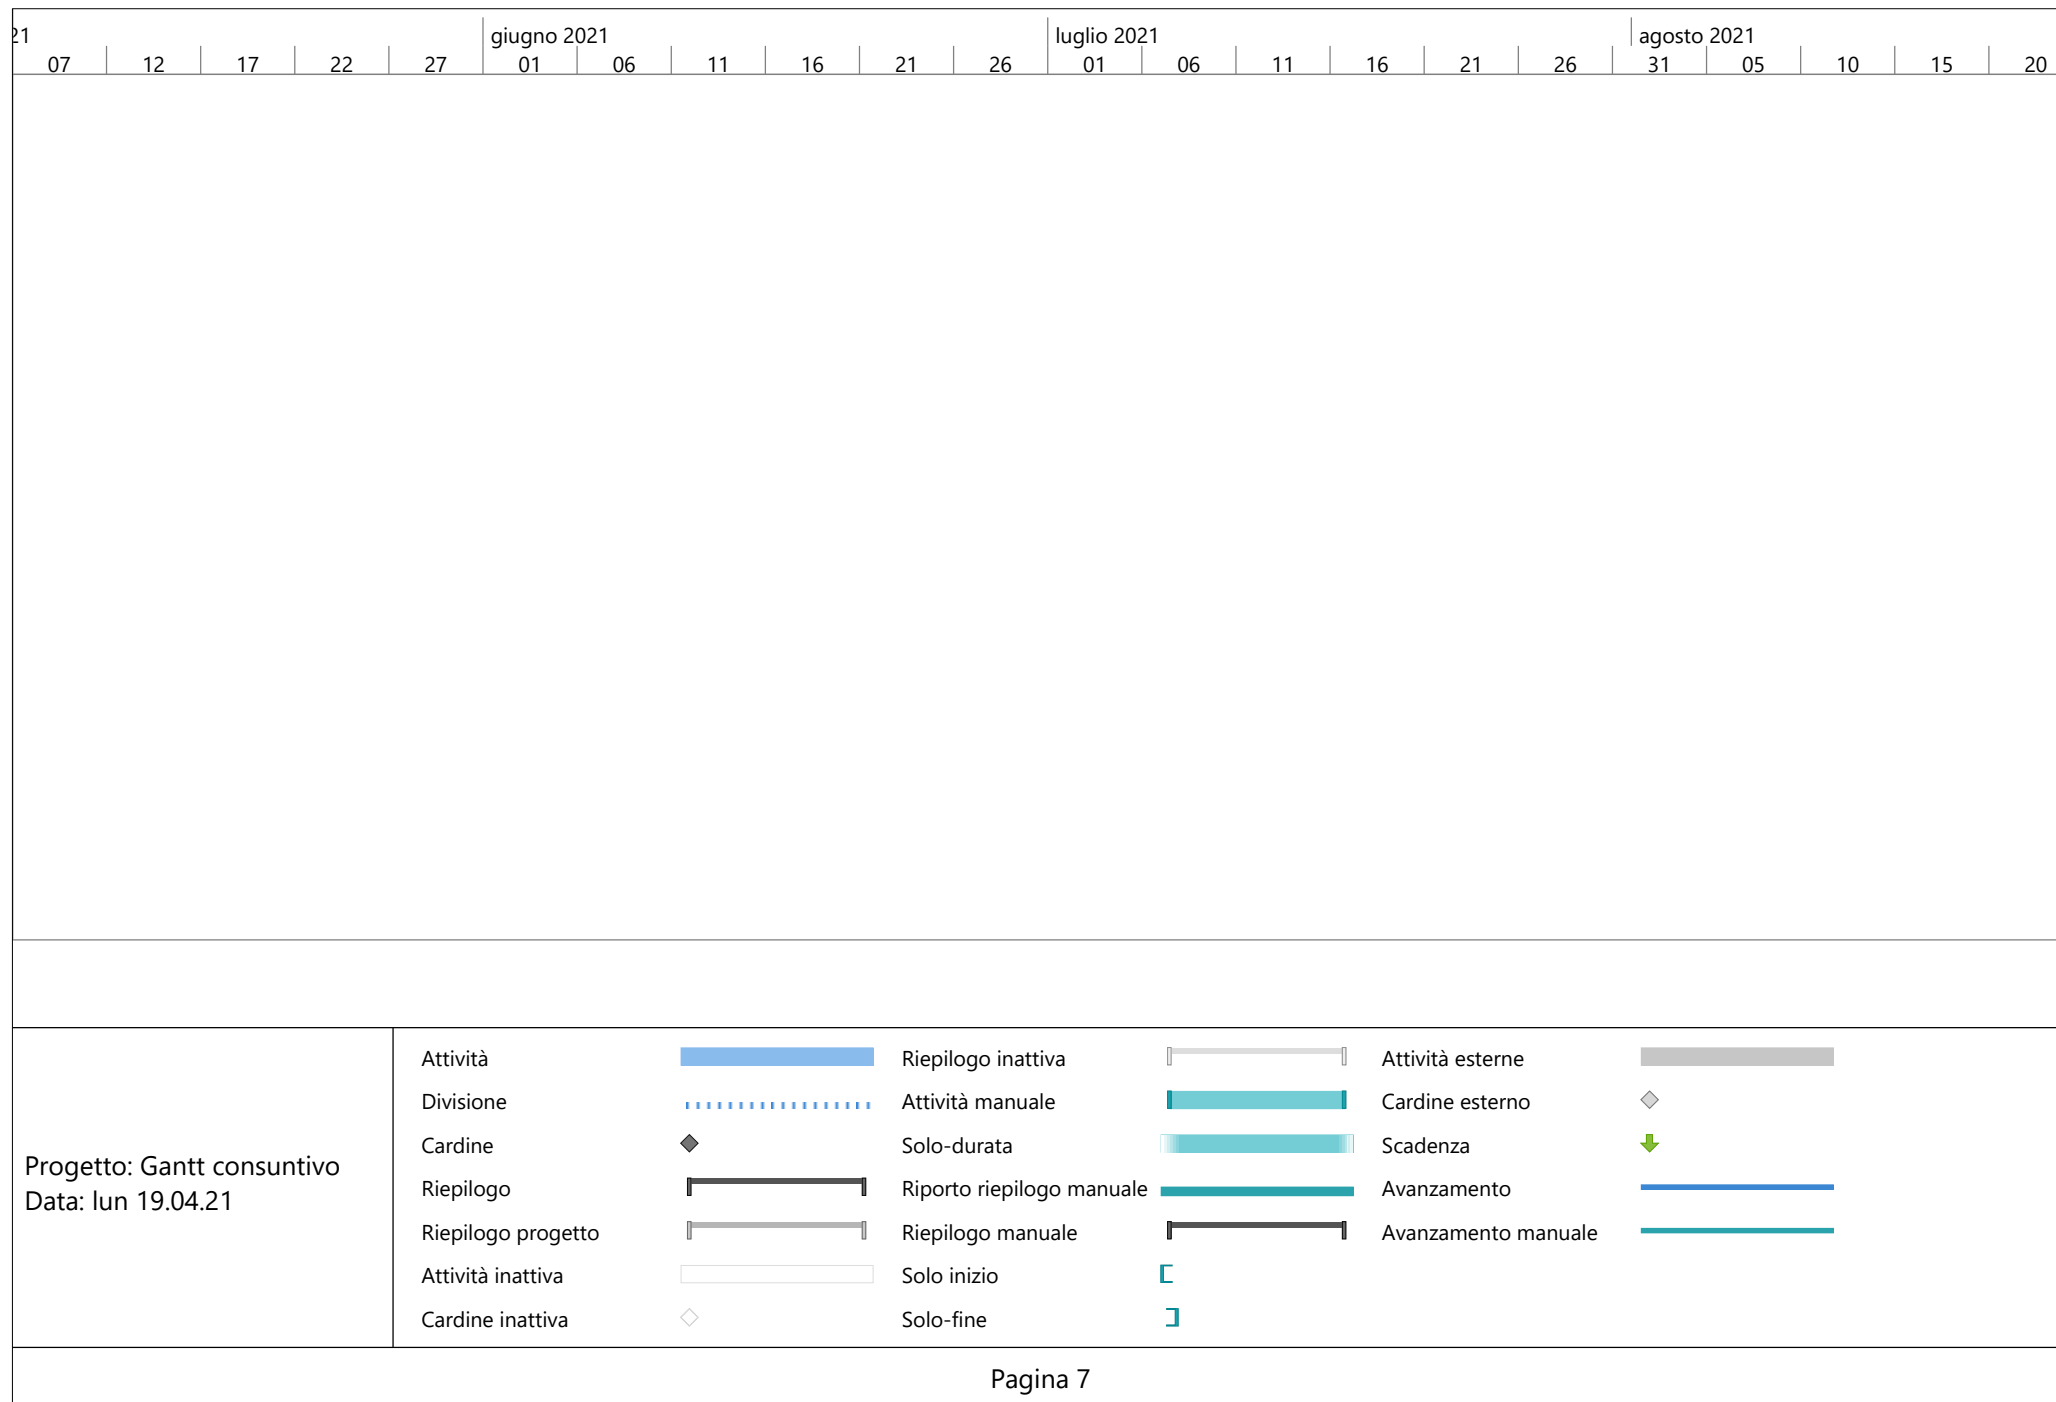 21 giugno 2021 luglio 2021 agosto 2021
07 12 17 22 27 01 06 11 16 21 26 01 06 11 16 21 26 31 05 10 15 20
Progetto: Gantt consuntivo
Data: lun 19.04.21
Attività
Divisione
Cardine
Riepilogo
Riepilogo progetto
Attività inattiva
Cardine inattiva
Riepilogo inattiva
Attività manuale
Solo-durata
Riporto riepilogo manuale
Riepilogo manuale
Solo inizio
Solo-fine
Attività esterne
Cardine esterno
Scadenza
Avanzamento
Avanzamento manuale
Pagina 7